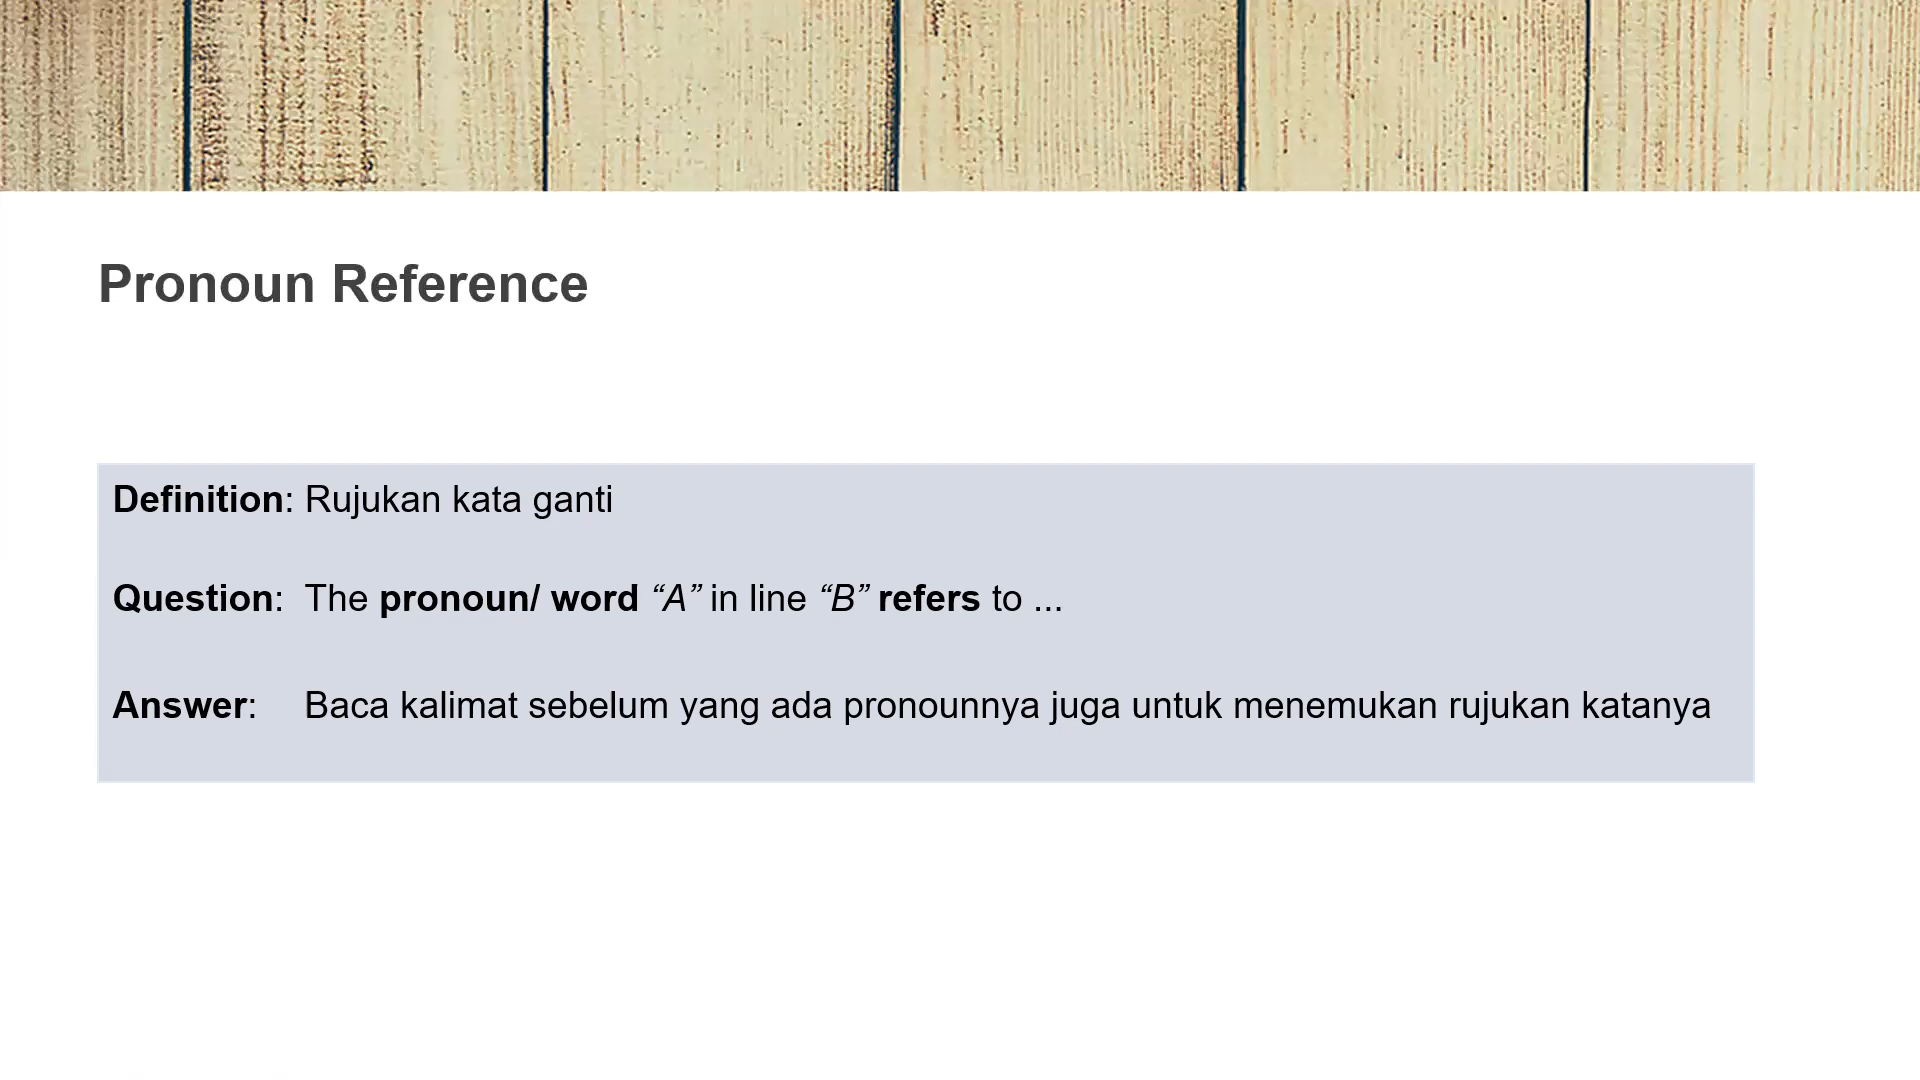 Pronoun Reference
Definition: Rujukan kata ganti
Question: The pronoun/ word “A” in line “B” refers to ...
Answer: Baca kalimat sebelum yang ada pronounnya juga untuk menemukan rujukan katanya